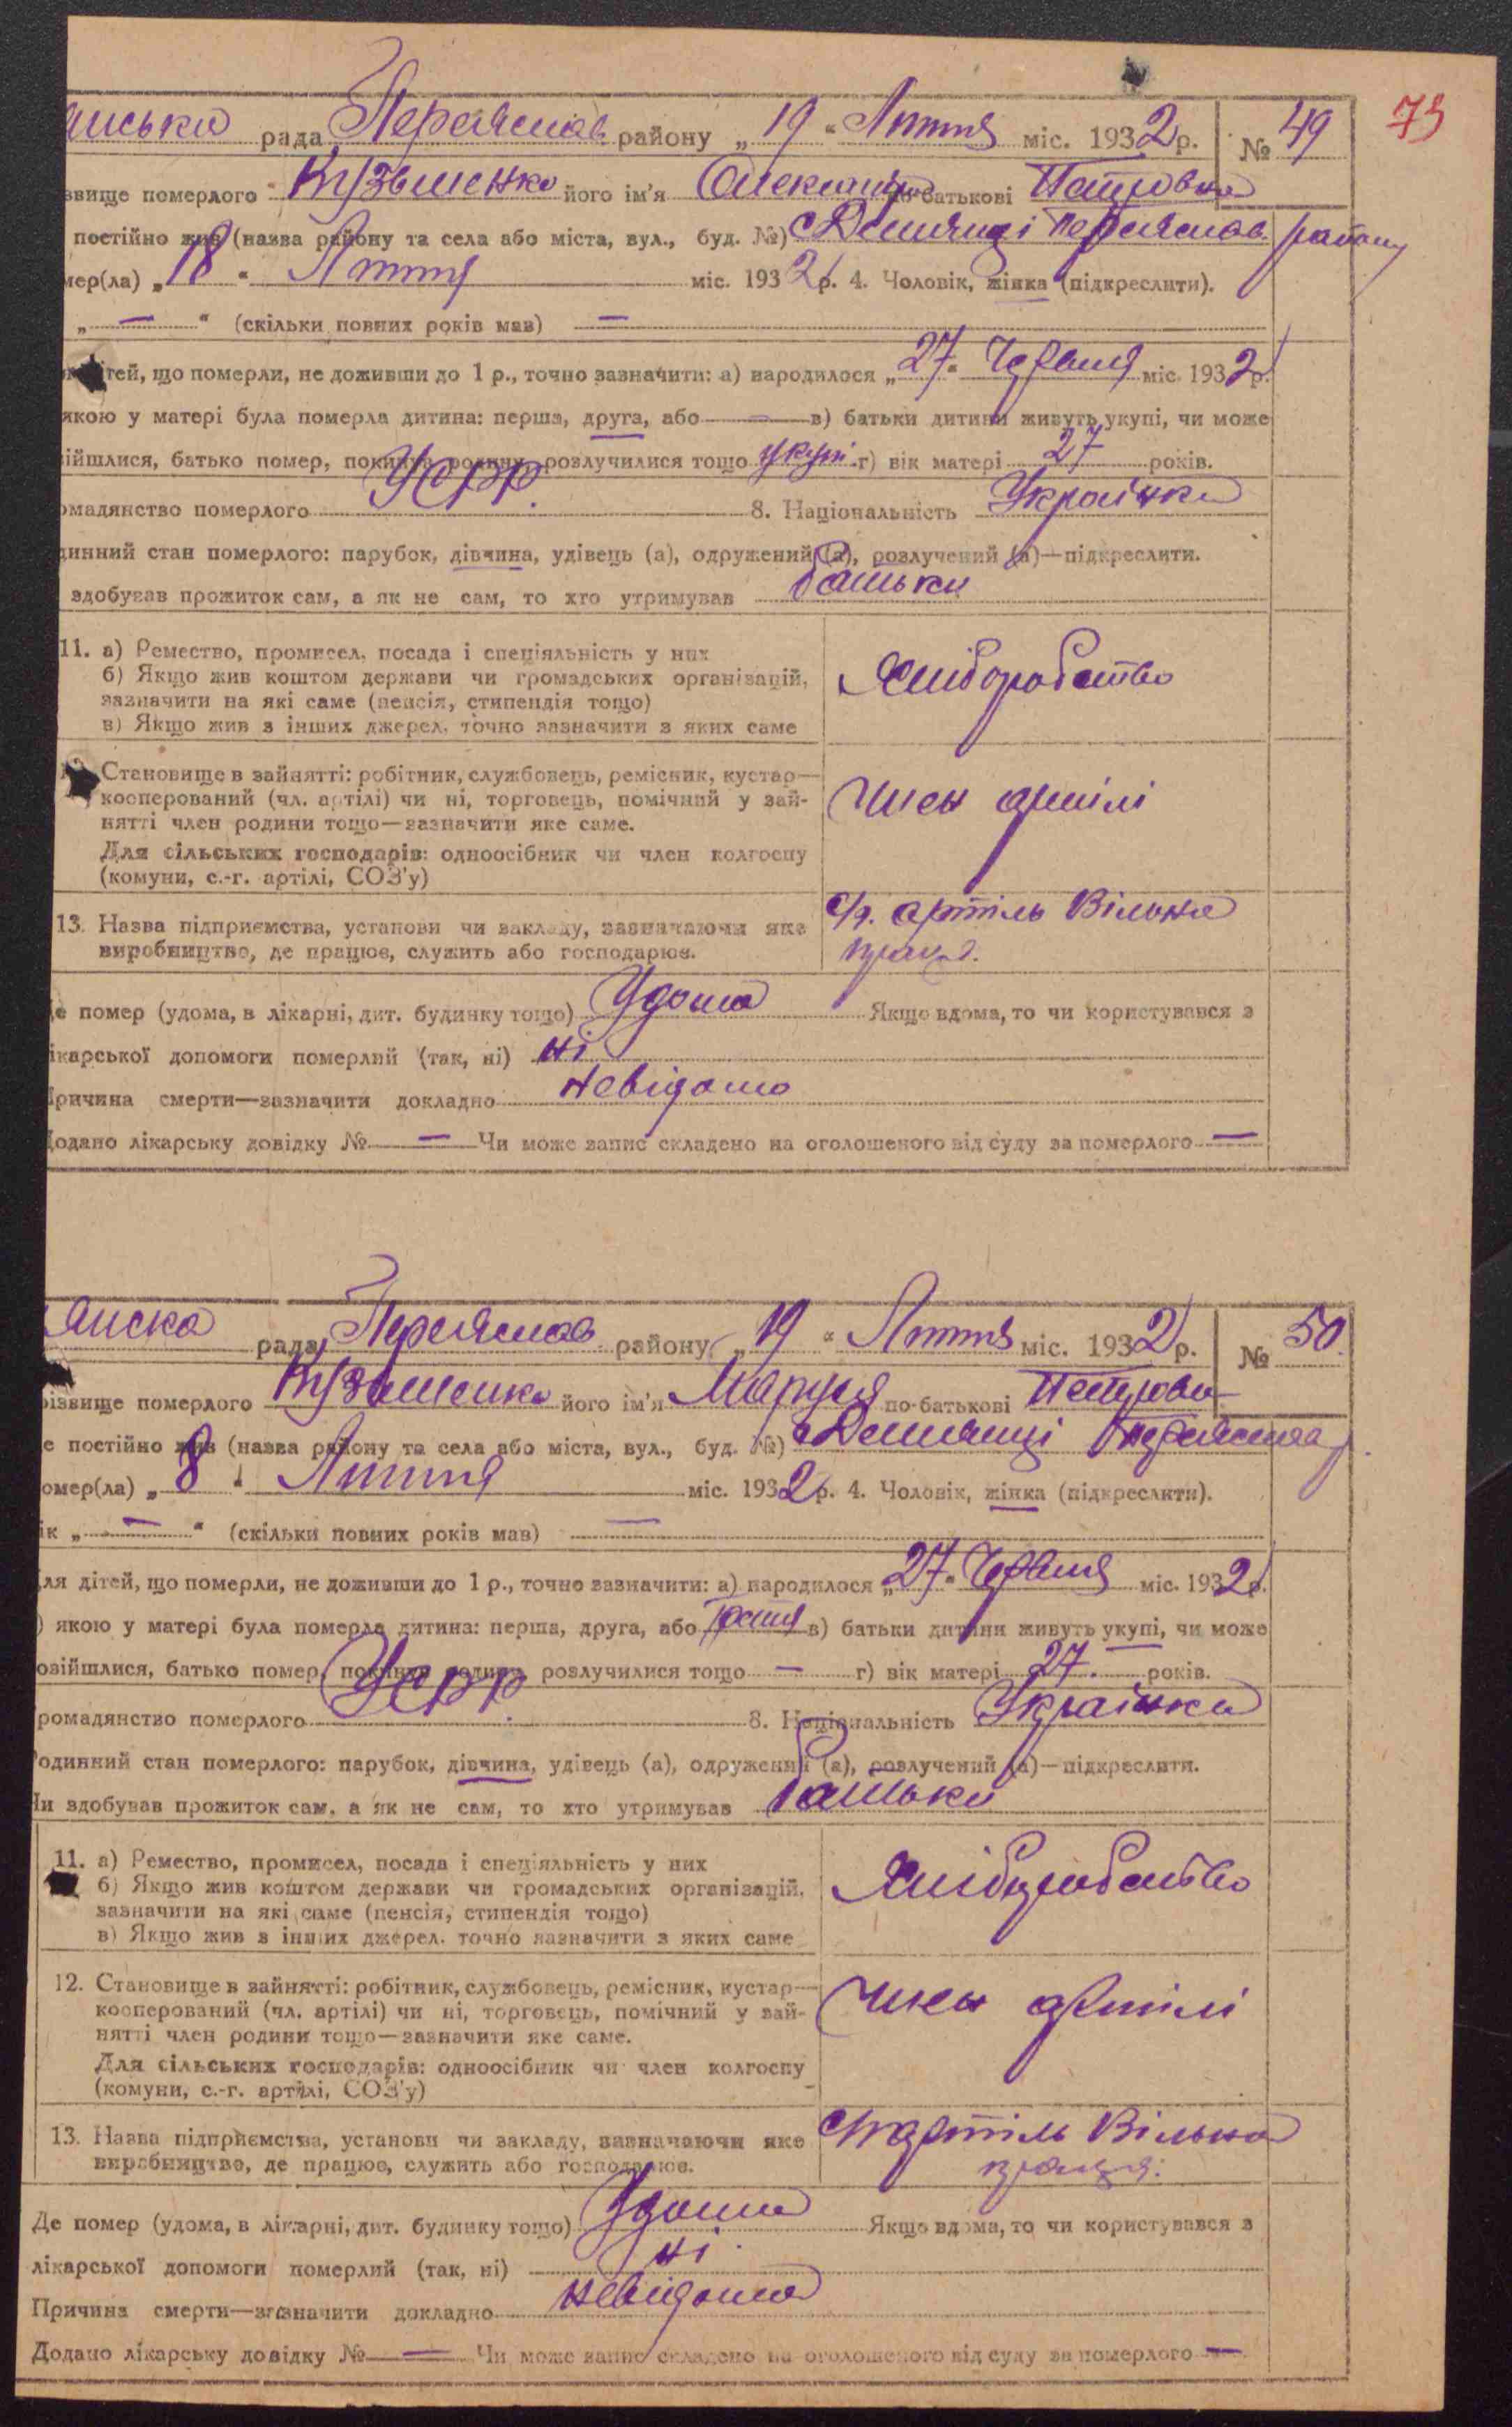 73
янська рада Переяслав. району „19“ Липня міс. 1932 р. № 49
звище померлого Кузьменко його ім'я Олександра по-батькові Петровна
постійно жив (назва району та села або міста, вул., буд. №) с Демянці Переяслав. району
мер(ла) „18“ Липня міс. 1932 р. 4. Чоловік, жінка (підкреслити).
„ — “ (скільки повних років мав) —
дітей, що померли, не доживши до 1 р., точно зазначити: а) народилося „27“ Червня міс. 1932 р.
якою у матері була померла дитина: перша, друга, або — в) батьки дитини живуть укупі, чи може
ійшлися, батько помер, покинув родину, розлучилися тощо укупі г) вік матері 27 років.
омадянство померлого УСРР. 8. Національність Українка
динний стан померлого: парубок, дівчина, удівець (а), одружений (а), розлучений (а)—підкреслити.
здобував прожиток сам, а як не сам, то хто утримував батьки
11. а) Ремество, промисел, посада і спеціяльність у них
б) Якщо жив коштом держави чи громадських організацій,
зазначити на які саме (пенсія, стипендія тощо)
в) Якщо жив з інших джерел, точно зазначити з яких саме
Хліборобство
12. Становище в зайнятті: робітник, службовець, ремісник, кустар—
кооперований (чл. артілі) чи ні, торговець, помічний у зай-
нятті член родини тощо—зазначити яке саме.
Для сільських господарів: одноосібник чи член колгоспу
(комуни, с.-г. артілі, СОЗ'у)
член артілі
13. Назва підприємства, установи чи закладу, зазначаючи яке
виробництво, де працює, служить або господарює.
с/г. артіль Вільна
праця.
Де помер (удома, в лікарні, дит. будинку тощо) Удома Якщо вдома, то чи користувався з
ікарської допомоги померлий (так, ні) ні
Причина смерти—зазначити докладно невідома
Додано лікарську довідку № — Чи може запис складено на оголошеного від суду за померлого —
янска рада Переяслав. району „19“ Липня міс. 1932 р. № 50.
різвище померлого Кузьменко його ім'я Маруся по-батькові Петровн
е постійно жив (назва району та села або міста, вул., буд. №) с Демянці Переяслав р.
омер(ла) „8“ Липня міс. 1932 р. 4. Чоловік, жінка (підкреслити).
ік „ — “ (скільки повних років мав) —
ля дітей, що померли, не доживши до 1 р., точно зазначити: а) народилося „27“ Червня міс. 1932 р.
) якою у матері була померла дитина: перша, друга, або третя в) батьки дитини живуть укупі, чи може
озійшлися, батько помер, покинув родину, розлучилися тощо — г) вік матері 27. років.
ромадянство померлого УСРР. 8. Національність Українка
одинний стан померлого: парубок, дівчина, удівець (а), одружений (а), розлучений (а)—підкреслити.
Чи здобував прожиток сам, а як не сам, то хто утримував батьки
11. а) Ремество, промисел, посада і спеціяльність у них
б) Якщо жив коштом держави чи громадських організацій,
зазначити на які саме (пенсія, стипендія тощо)
в) Якщо жив з інших джерел, точно зазначити з яких саме
Хліборобство
12. Становище в зайнятті: робітник, службовець, ремісник, кустар—
кооперований (чл. артілі) чи ні, торговець, помічний у зай-
нятті член родини тощо—зазначити яке саме.
Для сільських господарів: одноосібник чи член колгоспу
(комуни, с.-г. артілі, СОЗ'у)
член артілі
13. Назва підприємства, установи чи закладу, зазначаючи яке
виробництво, де працює, служить або господарює.
с/г артіль Вільна
праця.
Де помер (удома, в лікарні, дит. будинку тощо) Удома Якщо вдома, то чи користувався з
лікарської допомоги померлий (так, ні) ні
Причина смерти—зазначити докладно невідома
Додано лікарську довідку № — Чи може запис складено на оголошеного від суду за померлого —